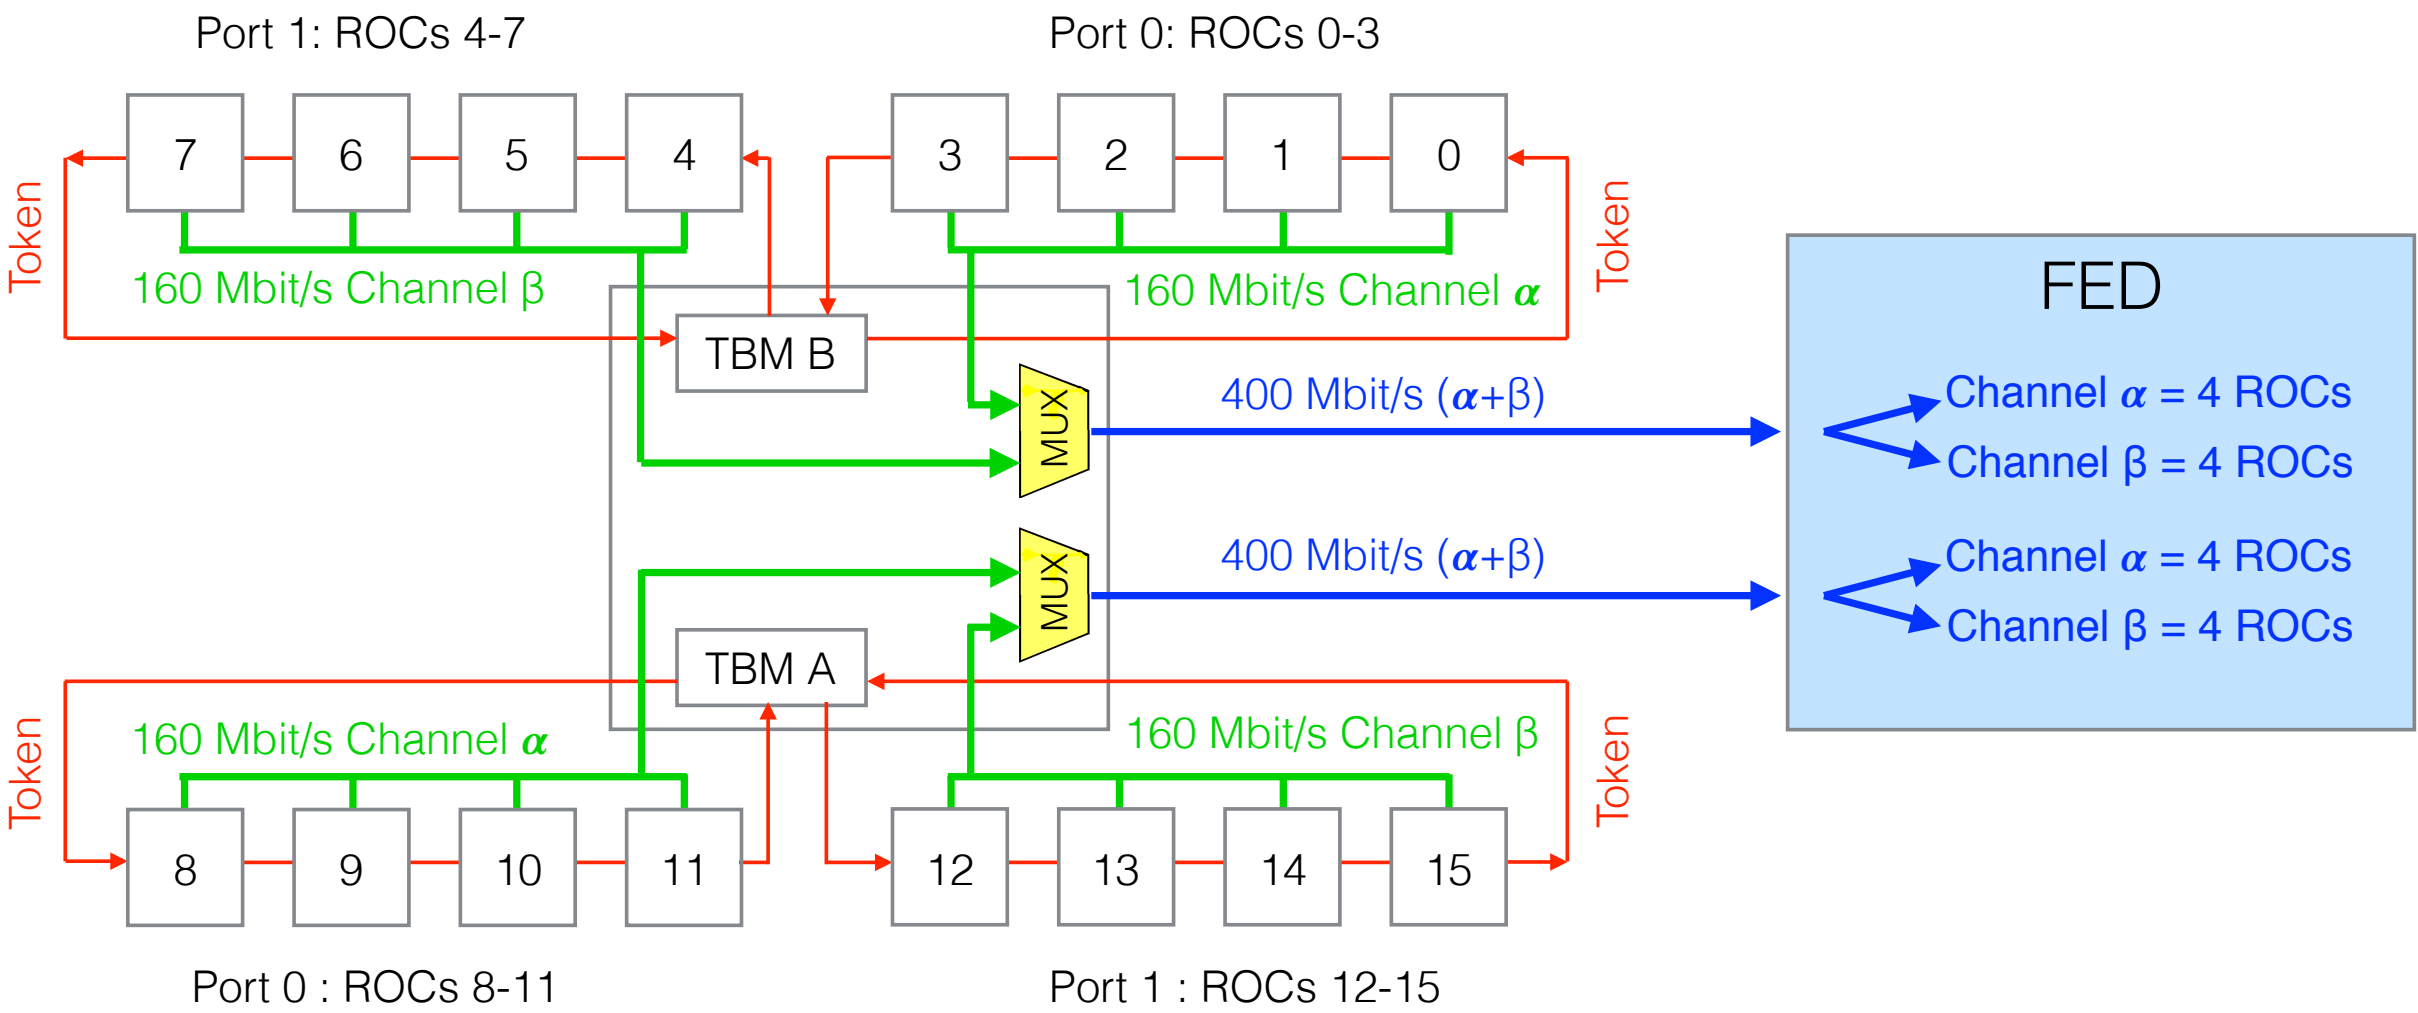 Port 1: ROCs 4-7
Port 0: ROCs 0-3
7
6
5
4
3
2
1
0
Token
Token
160 Mbit/s Channel β
160 Mbit/s Channel α
TBM B
MUX
400 Mbit/s (α+β)
FED
Channel α = 4 ROCs
Channel β = 4 ROCs
MUX
400 Mbit/s (α+β)
Channel α = 4 ROCs
Channel β = 4 ROCs
TBM A
Token
Token
160 Mbit/s Channel α
160 Mbit/s Channel β
8
9
10
11
12
13
14
15
Port 0 : ROCs 8-11
Port 1 : ROCs 12-15